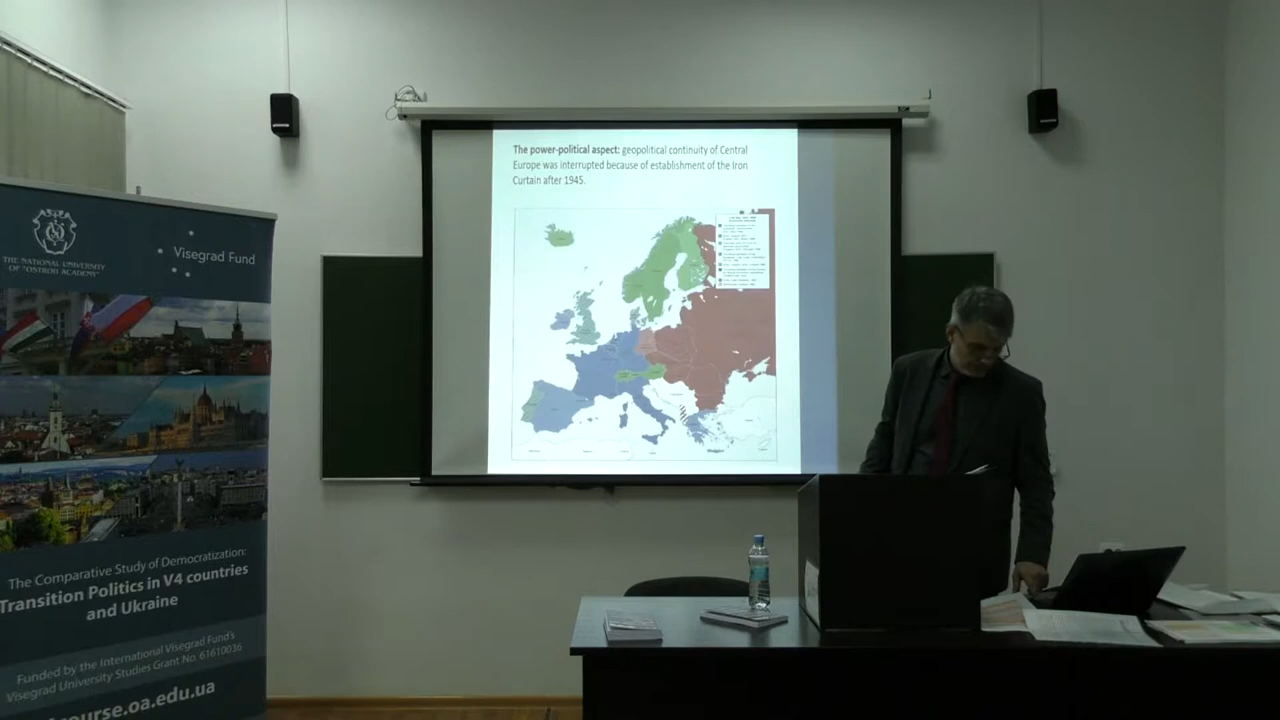 The power-political aspect: geopolitical continuity of Central
Europe was interrupted because of establishment of the Iron
Curtain after 1945.
THE NATIONAL UNIVERSITY
OF "OSTROH ACADEMY"
Visegrad Fund
The Comparative Study of Democratization:
Transition Politics in V4 countries
and Ukraine
Funded by the International Visegrad Fund's
Visegrad University Studies Grant No. 61610036
ourse.oa.edu.ua